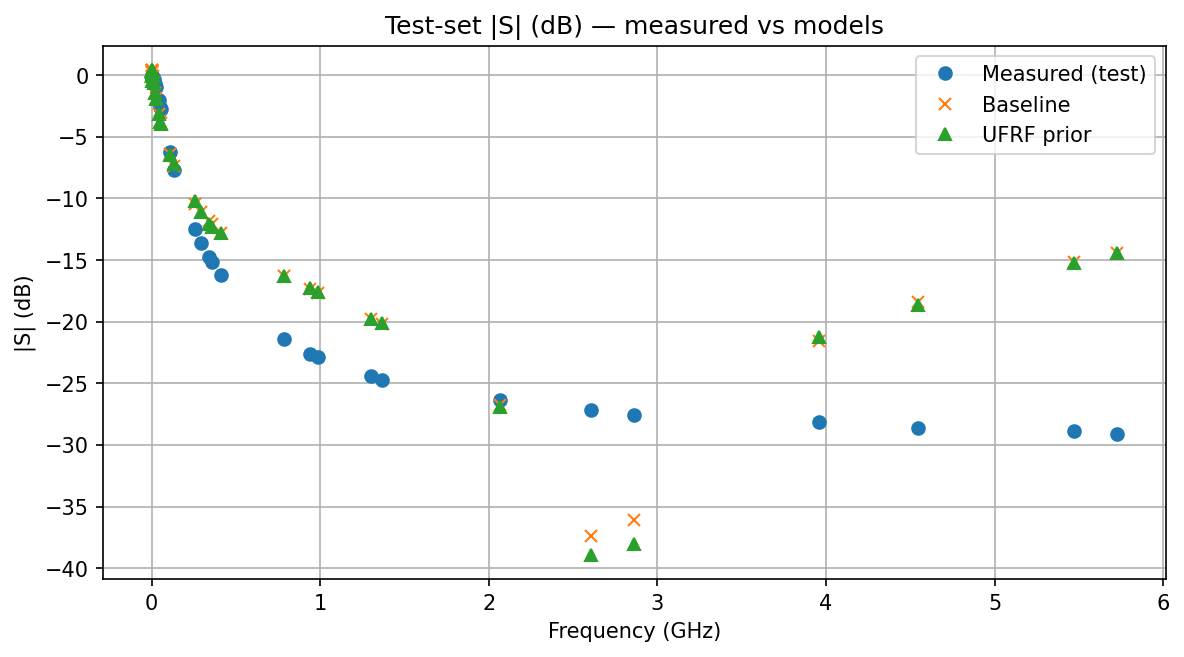 Test-set |S| (dB) — measured vs models
|S| (dB)
0
−5
−10
−15
−20
−25
−30
−35
−40
Measured (test)
Baseline
UFRF prior
0
1
2
3
4
5
6
Frequency (GHz)